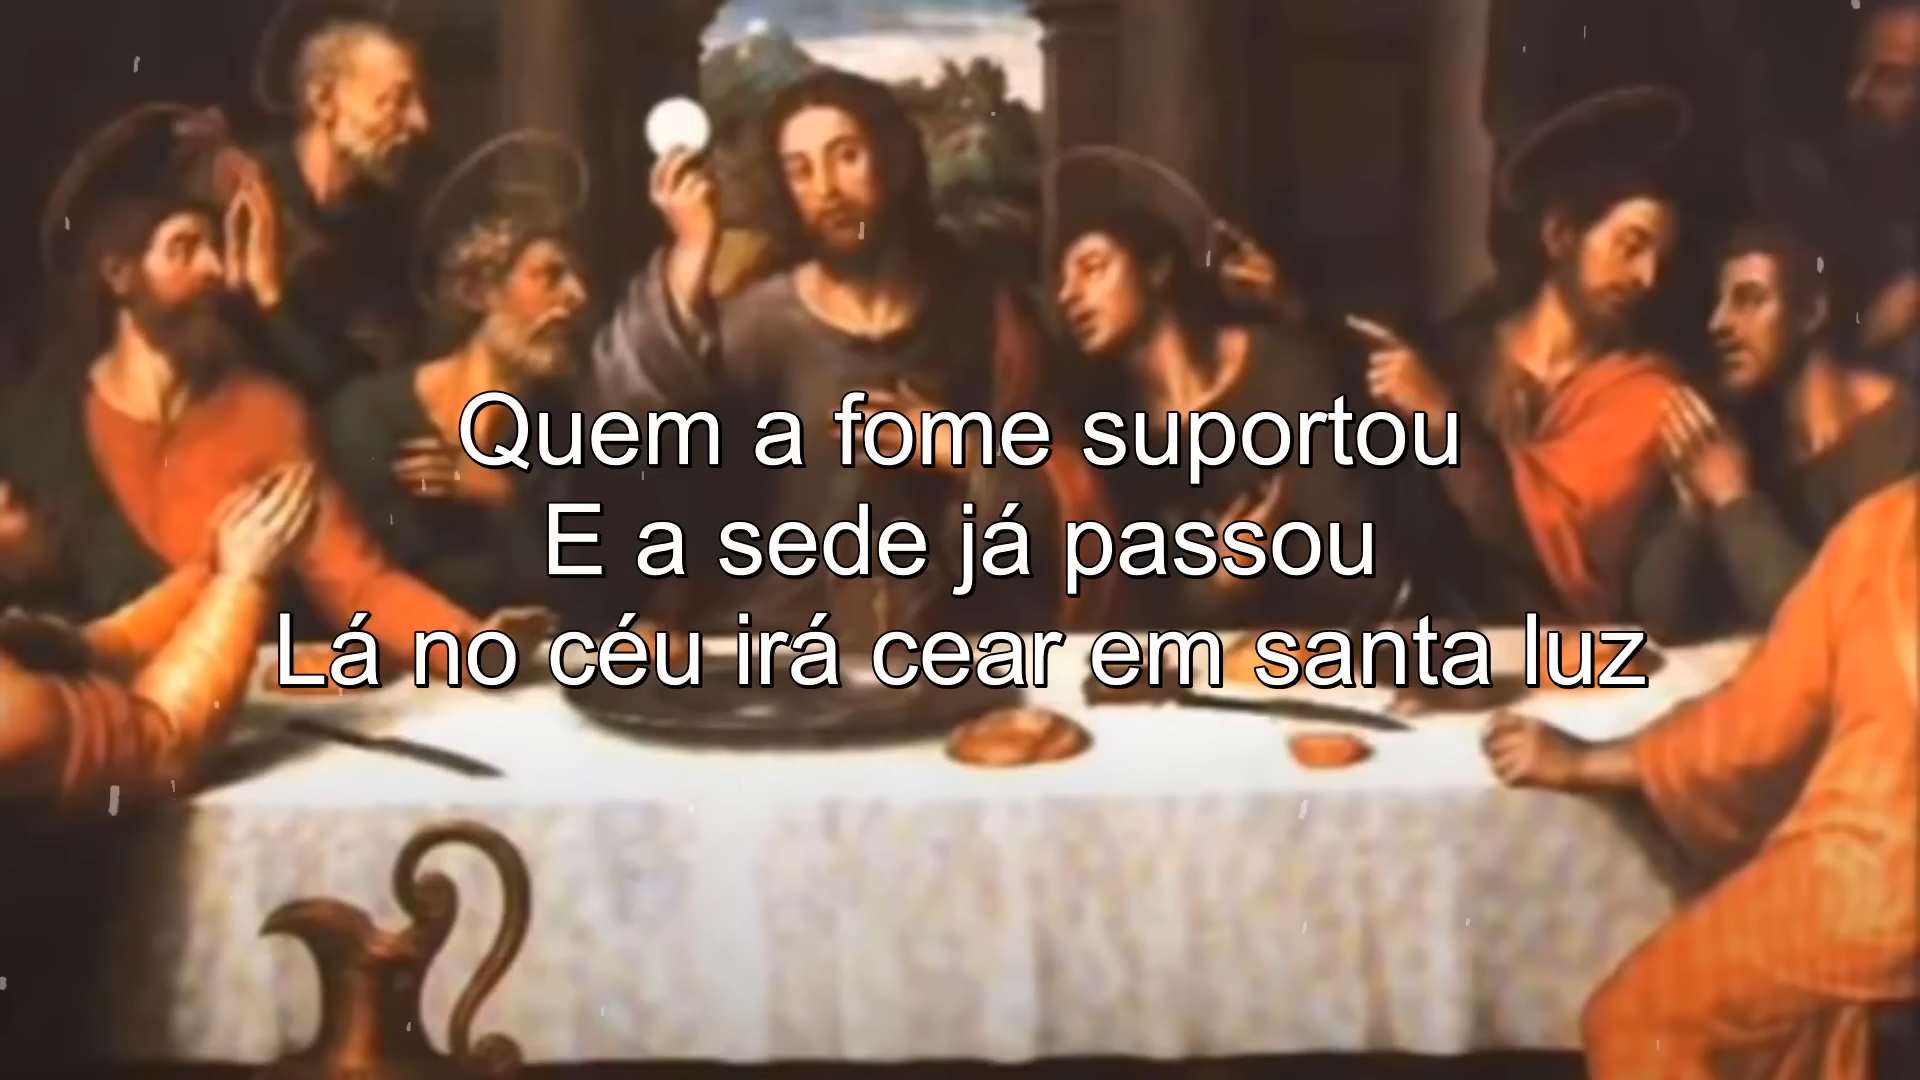 Quem a fome suportou
E a sede já passou
Lá no céu irá cear em santa luz